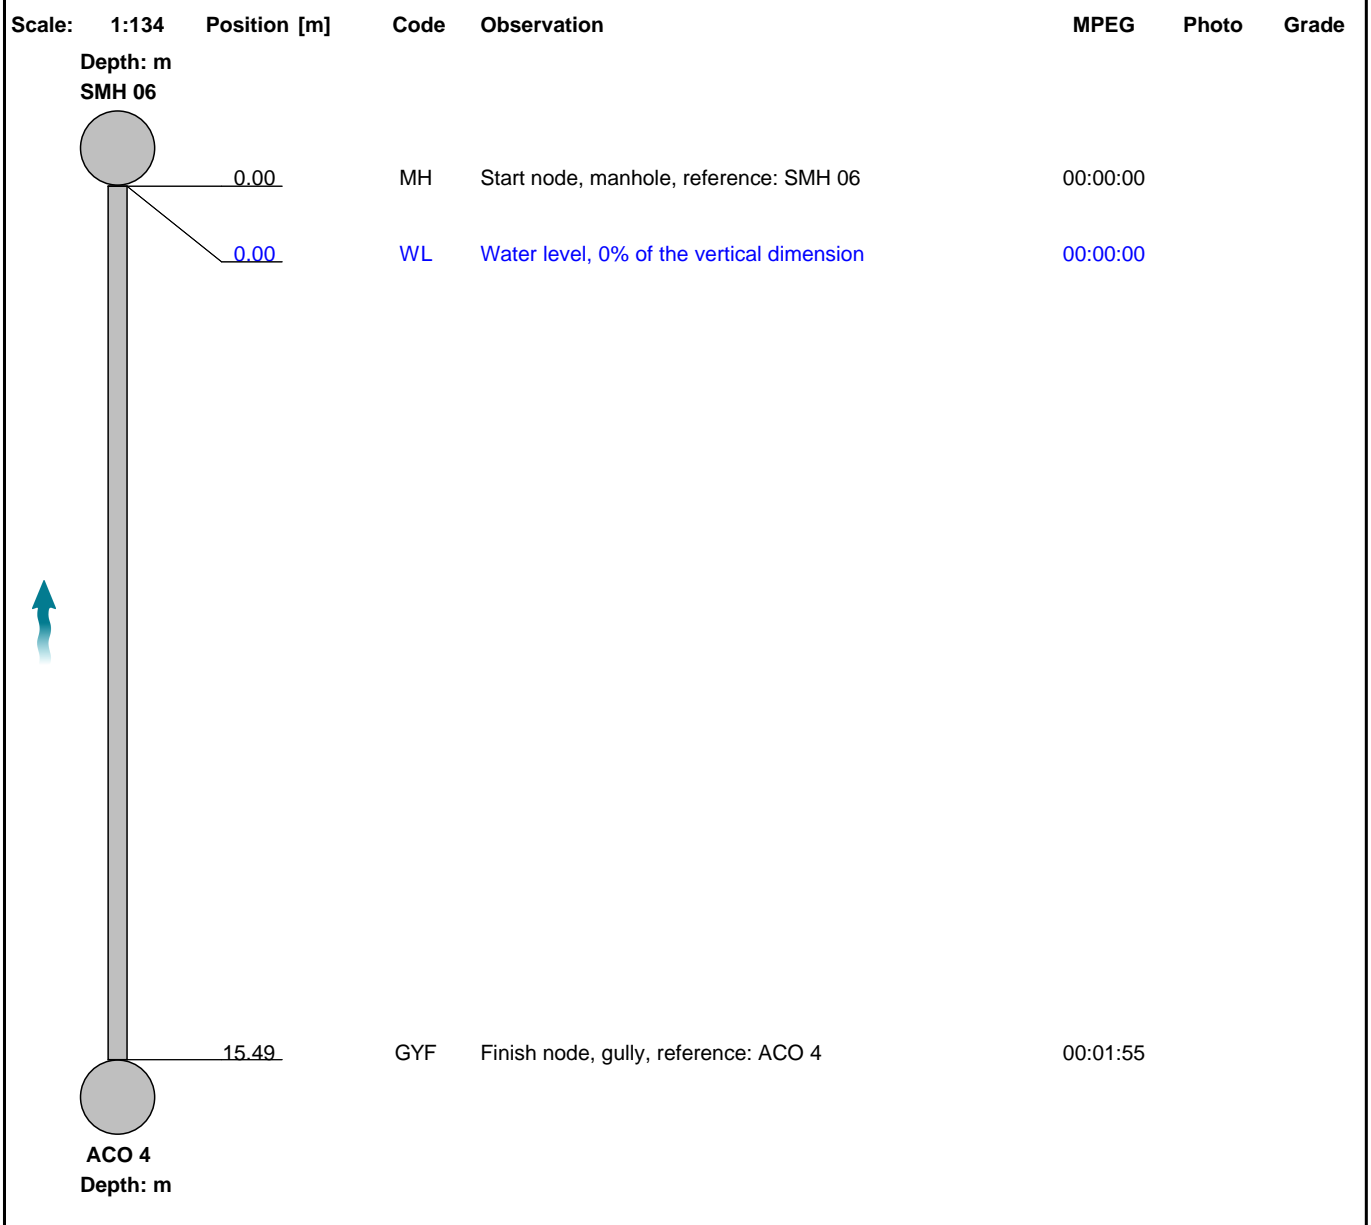 Scale: 1:134 Position [m] Code Observation MPEG Photo Grade
Depth: m
SMH 06
0.00 MH Start node, manhole, reference: SMH 06 00:00:00
0.00 WL Water level, 0% of the vertical dimension 00:00:00
15.49 GYF Finish node, gully, reference: ACO 4 00:01:55
ACO 4
Depth: m